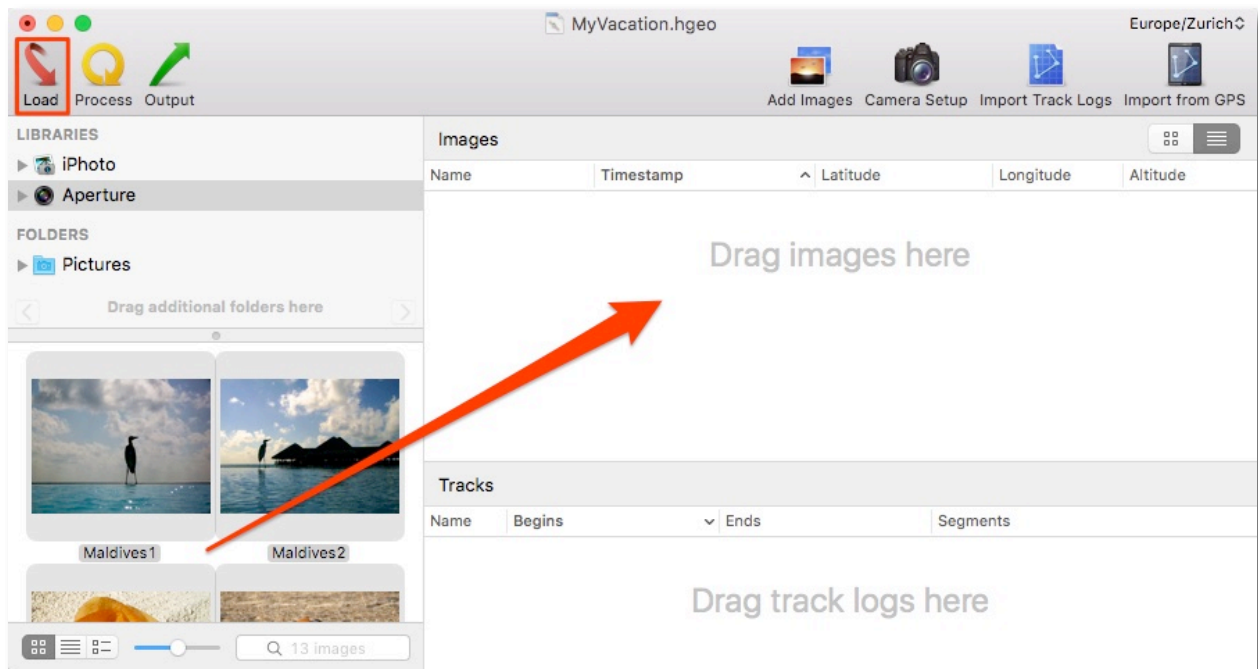 MyVacation.hgeo
Europe/Zurich
Load Process Output
Add Images Camera Setup Import Track Logs Import from GPS
LIBRARIES
iPhoto
Aperture
FOLDERS
Pictures
Drag additional folders here
Maldives1 Maldives2
13 images
Images
Name Timestamp Latitude Longitude Altitude
Drag images here
Tracks
Name Begins Ends Segments
Drag track logs here